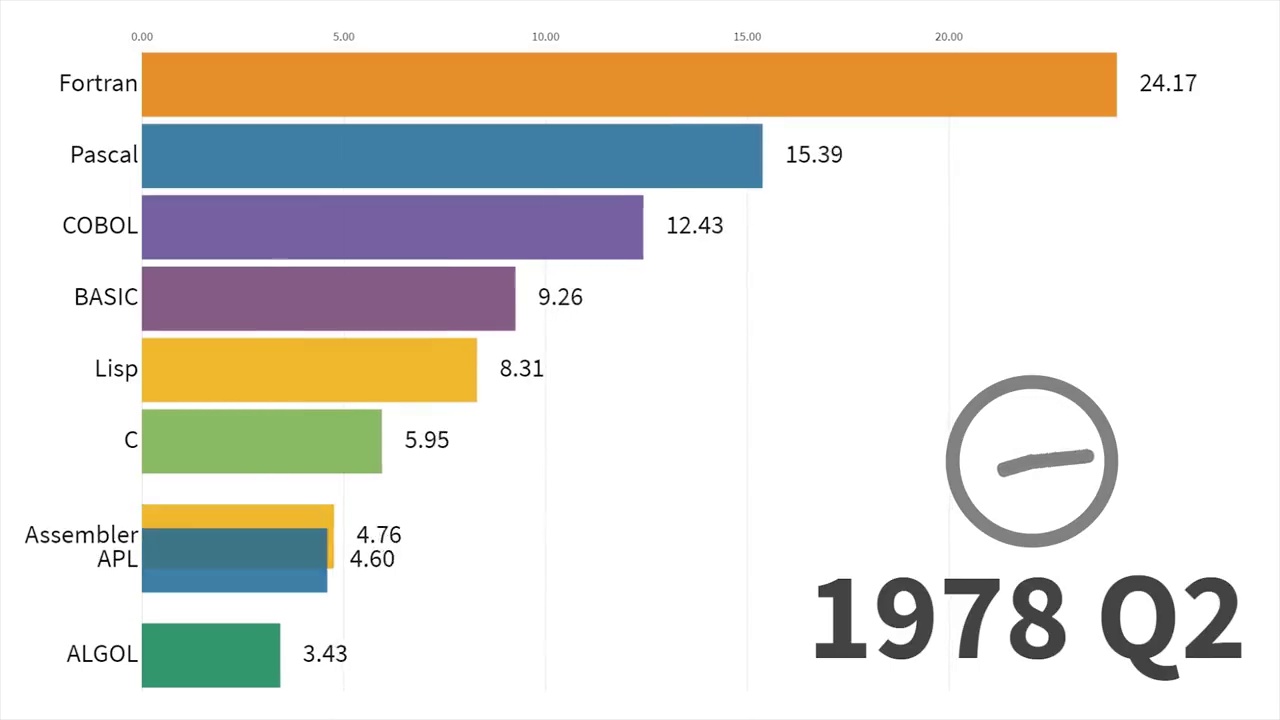 0.00 5.00 10.00 15.00 20.00
Fortran 24.17
Pascal 15.39
COBOL 12.43
BASIC 9.26
Lisp 8.31
C 5.95
Assembler 4.76
APL 4.60
ALGOL 3.43
1978 Q2